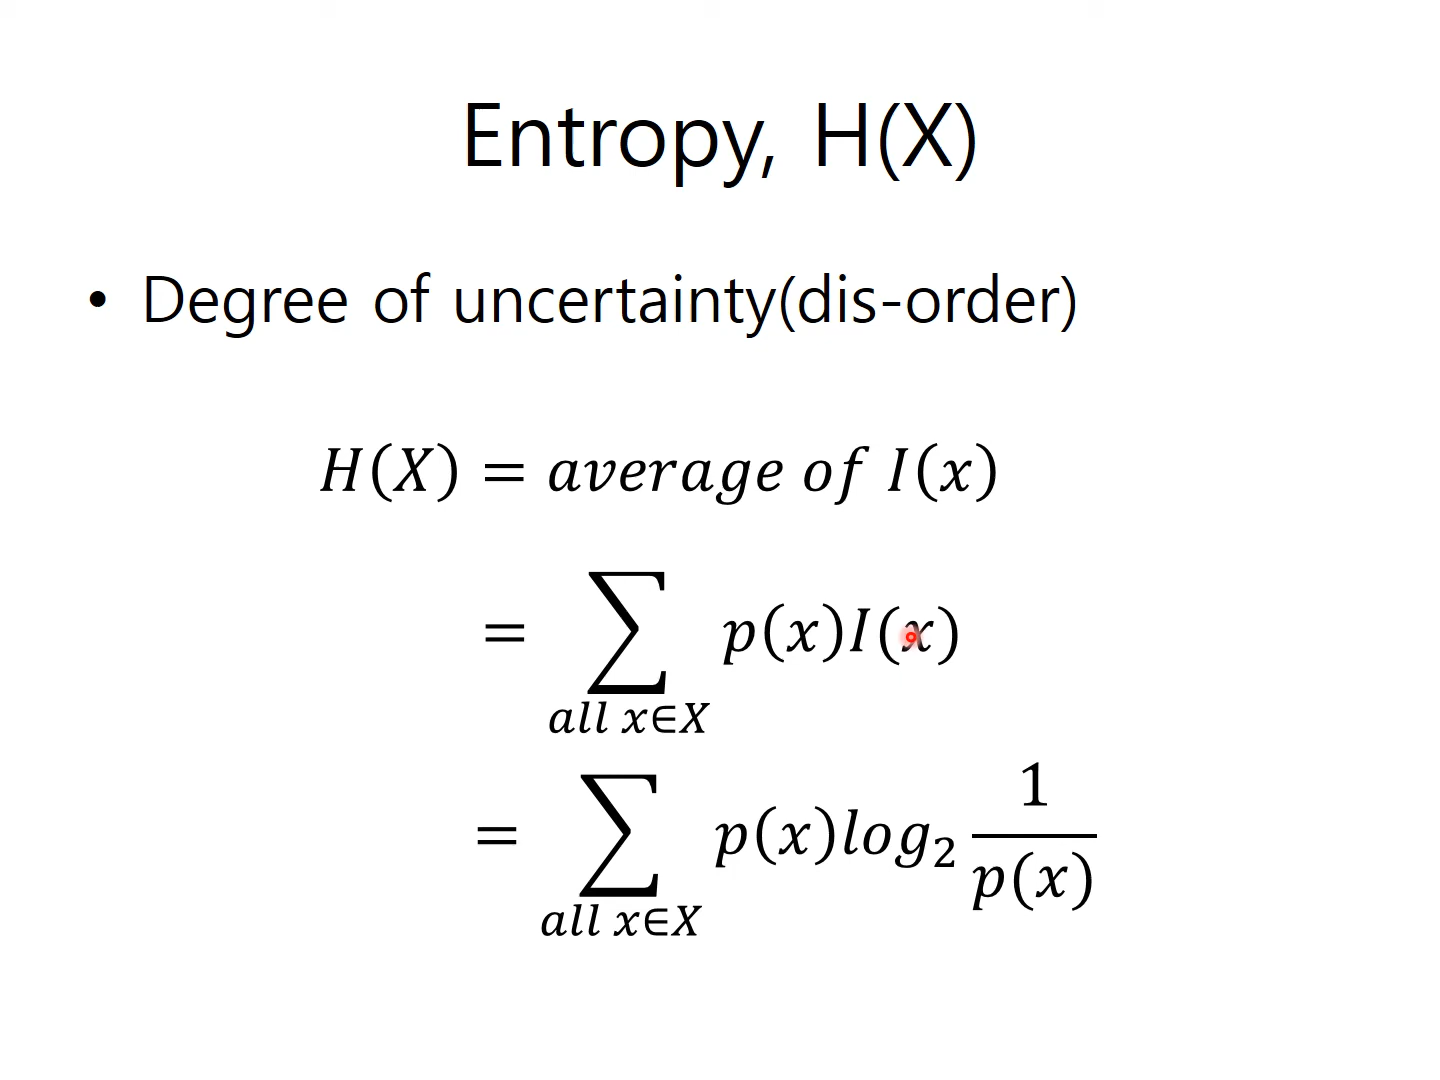 Entropy, H(X)
• Degree of uncertainty(dis-order)
H(X) = average of I(x)
= ∑ p(x)I(x)
all x∈X
= ∑ p(x)log₂ 1/p(x)
all x∈X